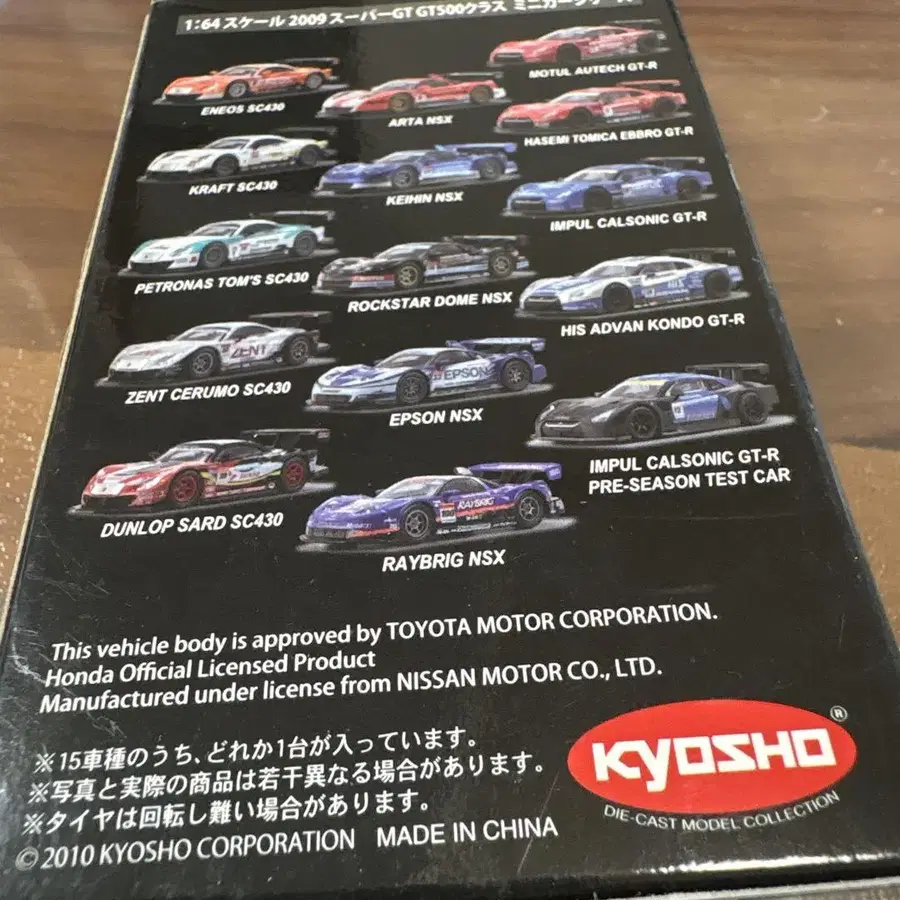 1:64スケール 2009 スーパーGT GT500クラス ミニカーシリーズ
ENEOS SC430
ARTA NSX
MOTUL AUTECH GT-R
KRAFT SC430
KEIHIN NSX
HASEMI TOMICA EBBRO GT-R
PETRONAS TOM'S SC430
ROCKSTAR DOME NSX
IMPUL CALSONIC GT-R
ZENT CERUMO SC430
EPSON NSX
HIS ADVAN KONDO GT-R
DUNLOP SARD SC430
RAYBRIG NSX
IMPUL CALSONIC GT-R
PRE-SEASON TEST CAR
ZENT
EPSON
RAYBRIG
This vehicle body is approved by TOYOTA MOTOR CORPORATION.
Honda Official Licensed Product
Manufactured under license from NISSAN MOTOR CO., LTD.
※15車種のうち、どれか1台が入っています。
※写真と実際の商品は若干異なる場合があります。
※タイヤは回転し難い場合があります。
©2010 KYOSHO CORPORATION MADE IN CHINA
KYOSHO ®
DIE-CAST MODEL COLLECTION